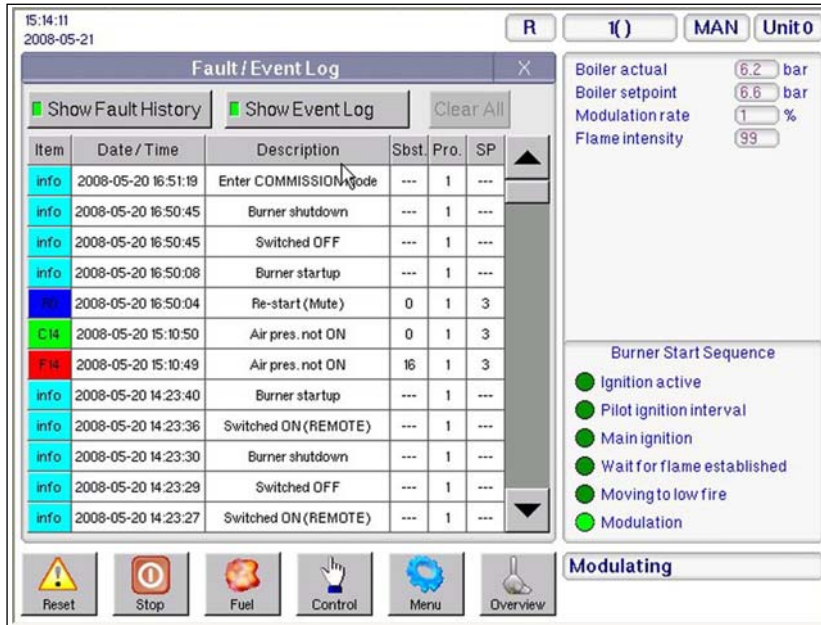 15:14:11
2008-05-21
R
1( )
MAN
Unit 0
Fault / Event Log
X
Show Fault History
Show Event Log
Clear All
Item Date / Time Description Sbst. Pro. SP
info 2008-05-20 16:51:19 Enter COMMISSION mode --- 1 ---
info 2008-05-20 16:50:45 Burner shutdown --- 1 ---
info 2008-05-20 16:50:45 Switched OFF --- 1 ---
info 2008-05-20 16:50:08 Burner startup --- 1 ---
2008-05-20 16:50:04 Re-start (Mute) 0 1 3
C14 2008-05-20 15:10:50 Air pres. not ON 0 1 3
F14 2008-05-20 15:10:49 Air pres. not ON 16 1 3
info 2008-05-20 14:23:40 Burner startup --- 1 ---
info 2008-05-20 14:23:36 Switched ON (REMOTE) --- 1 ---
info 2008-05-20 14:23:30 Burner shutdown --- 1 ---
info 2008-05-20 14:23:29 Switched OFF --- 1 ---
info 2008-05-20 14:23:27 Switched ON (REMOTE) --- 1 ---
Boiler actual 6.2 bar
Boiler setpoint 6.6 bar
Modulation rate 1 %
Flame intensity 99
Burner Start Sequence
Ignition active
Pilot ignition interval
Main ignition
Wait for flame established
Moving to low fire
Modulation
Modulating
Reset
Stop
Fuel
Control
Menu
Overview